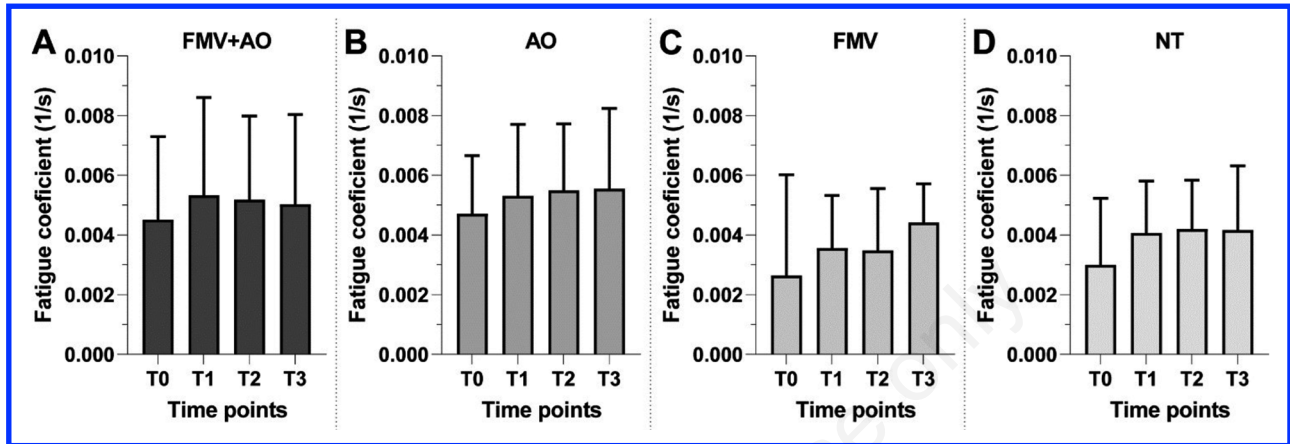 A FMV+AO
Fatigue coeficient (1/s)
0.010
0.008
0.006
0.004
0.002
0.000
T0 T1 T2 T3
Time points
B AO
Fatigue coeficient (1/s)
0.010
0.008
0.006
0.004
0.002
0.000
T0 T1 T2 T3
Time points
C FMV
Fatigue coeficient (1/s)
0.010
0.008
0.006
0.004
0.002
0.000
T0 T1 T2 T3
Time points
D NT
Fatigue coeficient (1/s)
0.010
0.008
0.006
0.004
0.002
0.000
T0 T1 T2 T3
Time points
only